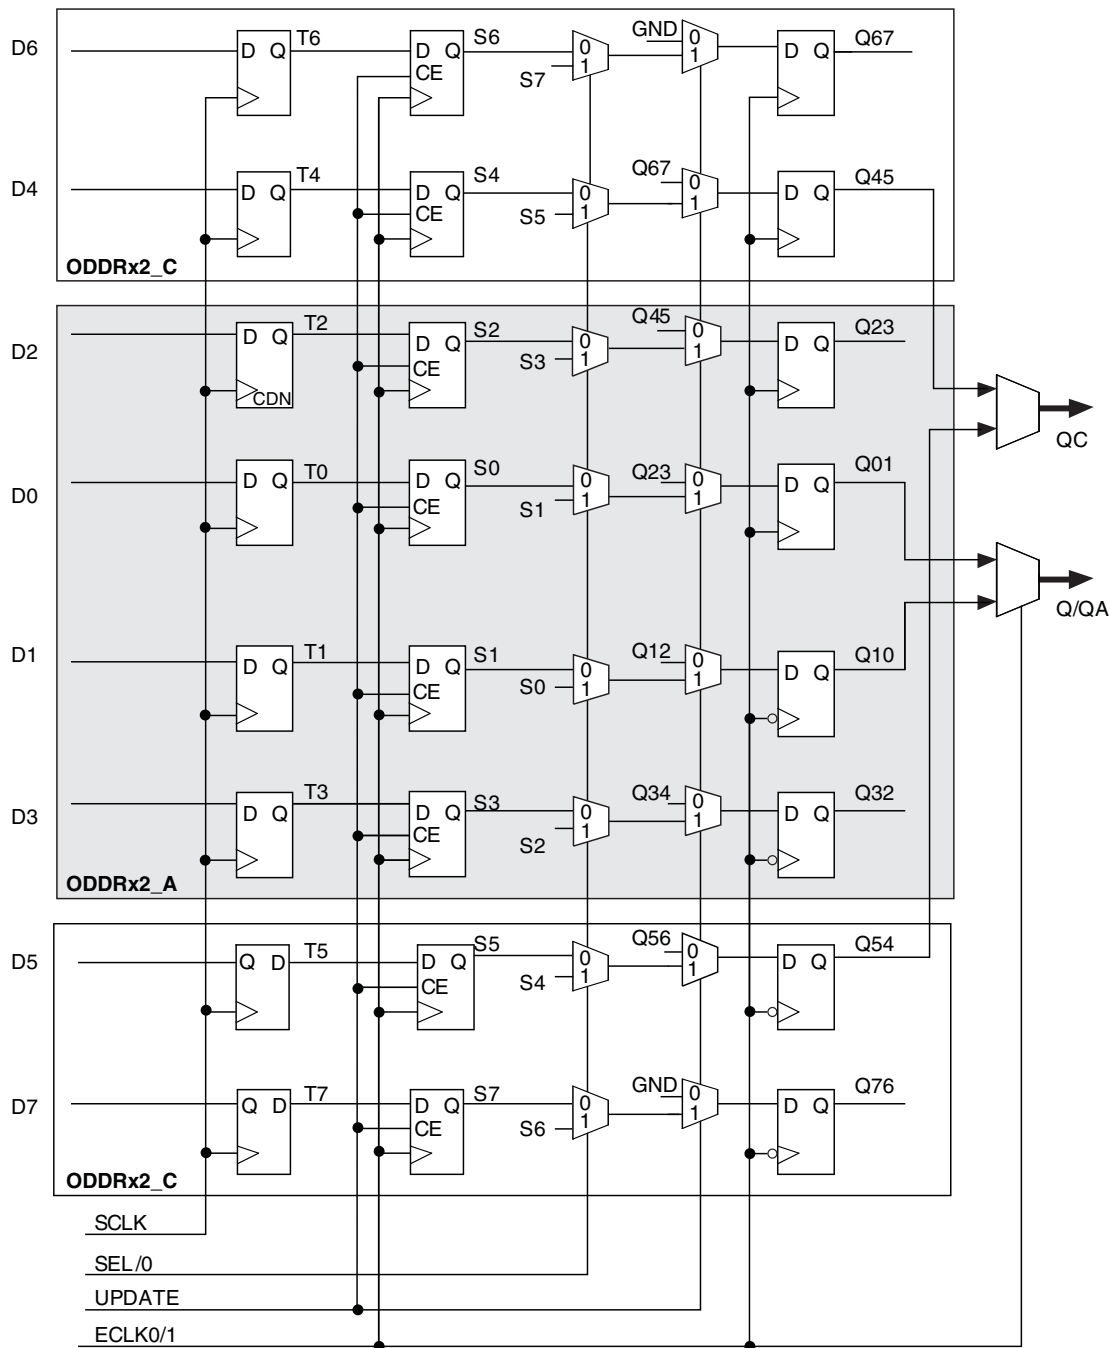 D6 D Q T6 D Q S6 0 GND 0 D Q Q67
CE 1 1
S7
D4 D Q T4 D Q S4 0 Q67 0 D Q Q45
CE 1 1
S5
ODDRx2_C
D2 D Q T2 D Q S2 0 Q45 0 D Q Q23
CE 1 1
S3
CDN
QC
D0 D Q T0 D Q S0 0 Q23 0 D Q Q01
CE 1 1
S1
Q/QA
D1 D Q T1 D Q S1 0 Q12 0 D Q Q10
CE 1 1
S0
D3 D Q T3 D Q S3 0 Q34 0 D Q Q32
CE 1 1
S2
ODDRx2_A
D5 Q D T5 D Q S5 0 Q56 0 D Q Q54
CE 1 1
S4
D7 Q D T7 D Q S7 0 GND 0 D Q Q76
CE 1 1
S6
ODDRx2_C
SCLK
SEL/0
UPDATE
ECLK0/1